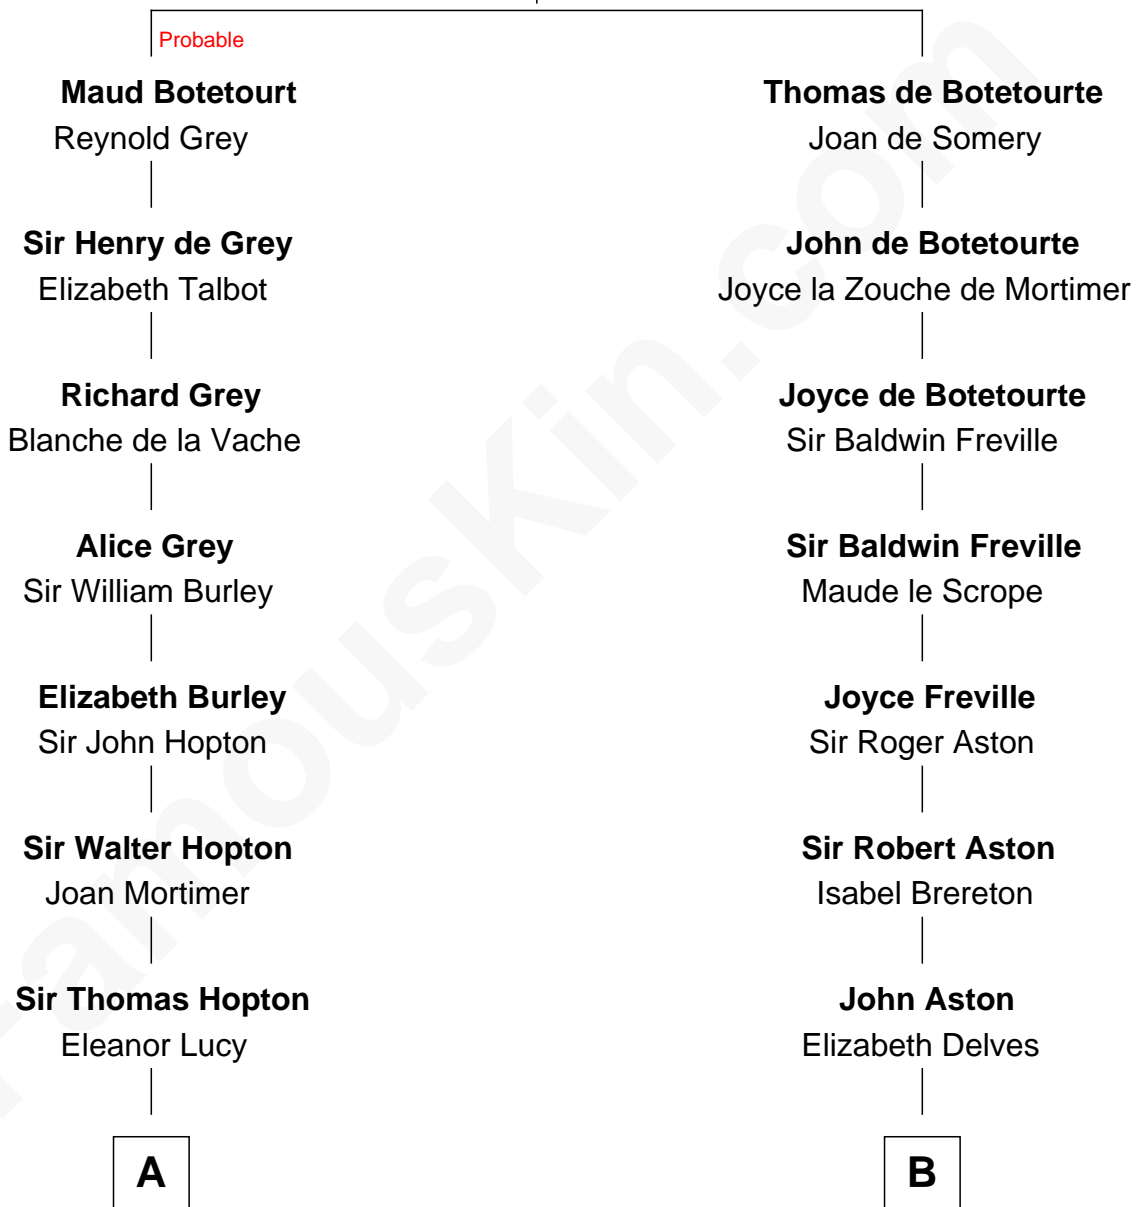 Probable
Maud Botetourt
Reynold Grey
Sir Henry de Grey
Elizabeth Talbot
Richard Grey
Blanche de la Vache
Alice Grey
Sir William Burley
Elizabeth Burley
Sir John Hopton
Sir Walter Hopton
Joan Mortimer
Sir Thomas Hopton
Eleanor Lucy
A
Thomas de Botetourte
Joan de Somery
John de Botetourte
Joyce la Zouche de Mortimer
Joyce de Botetourte
Sir Baldwin Freville
Sir Baldwin Freville
Maude le Scrope
Joyce Freville
Sir Roger Aston
Sir Robert Aston
Isabel Brereton
John Aston
Elizabeth Delves
B
FamousKin.com